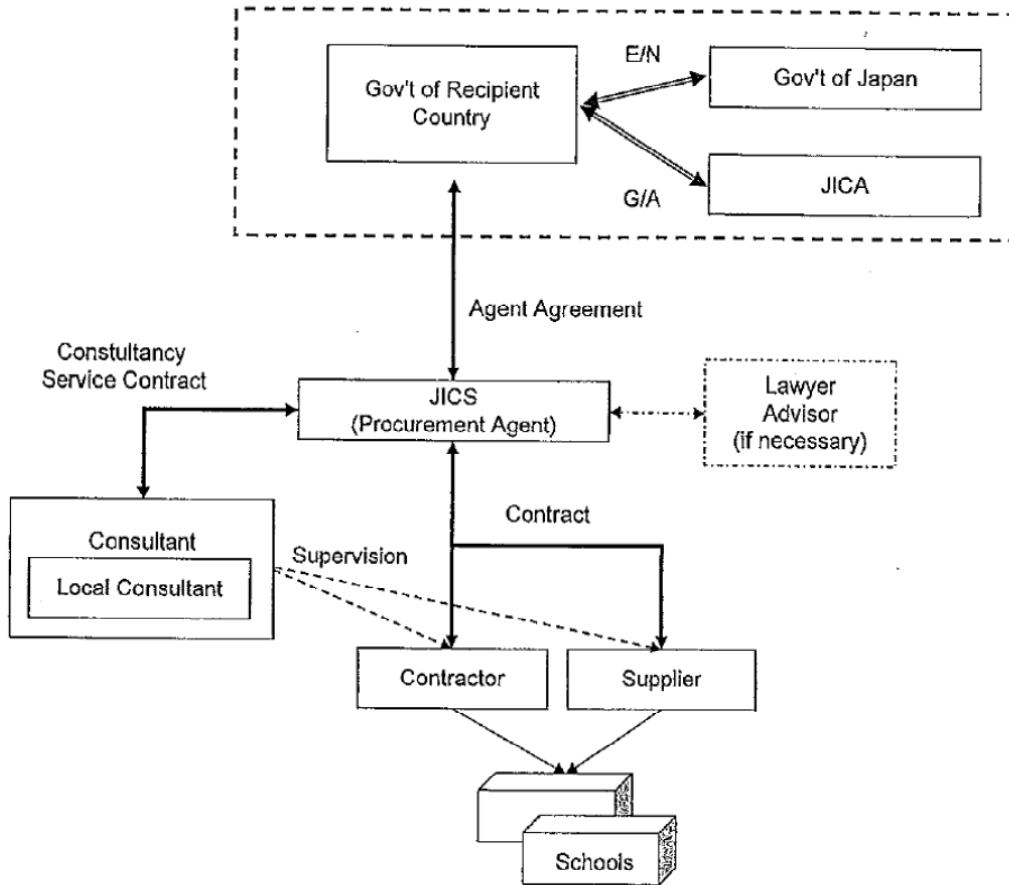 E/N
Gov't of Recipient
Country
Gov't of Japan
JICA
G/A
Agent Agreement
Constultancy
Service Contract
JICS
(Procurement Agent)
Lawyer
Advisor
(if necessary)
Contract
Consultant
Local Consultant
Supervision
Contractor
Supplier
Schools